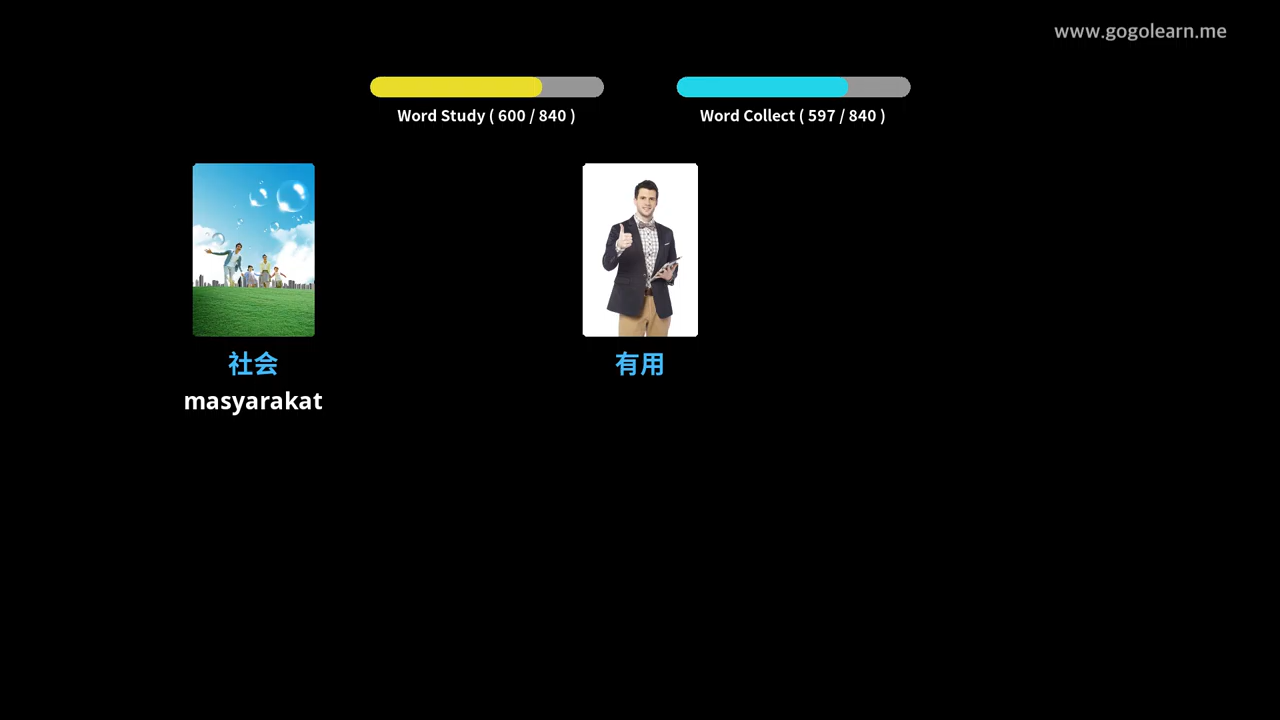 www.gogolearn.me
Word Study ( 600 / 840 )
Word Collect ( 597 / 840 )
社会
masyarakat
有用